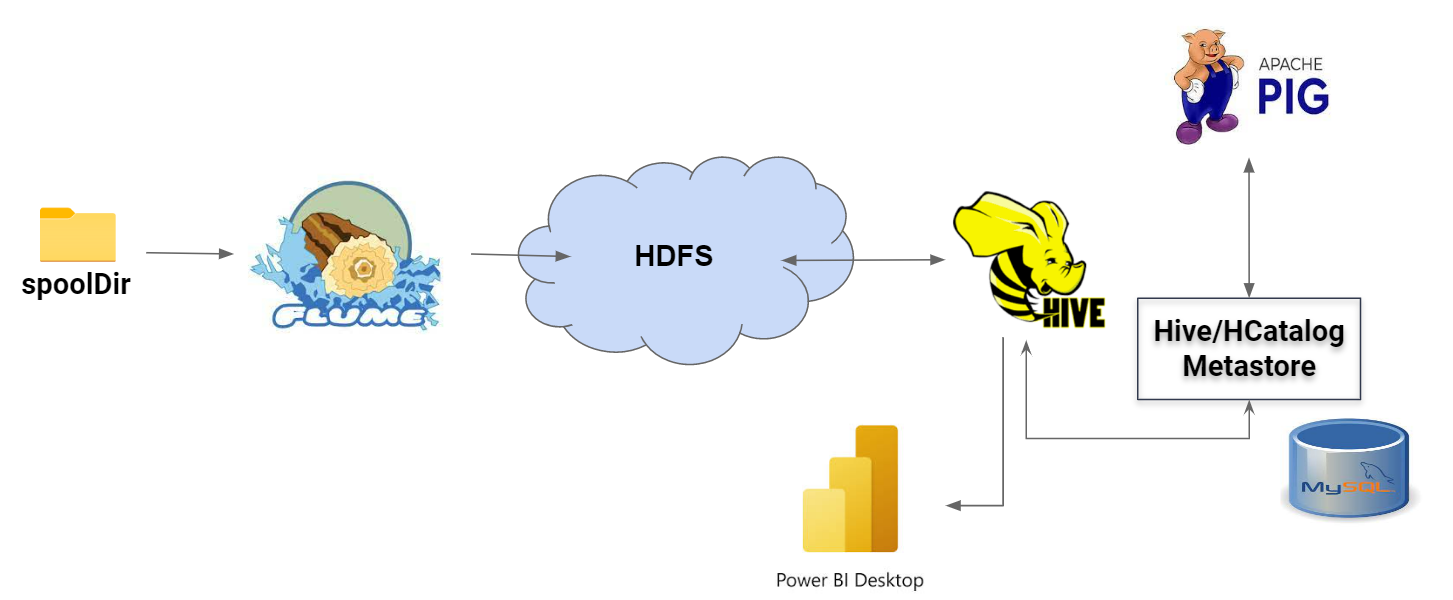 APACHE
PIG
spoolDir
FLUME
HDFS
HIVE
Hive/HCatalog
Metastore
MySQL
Power BI Desktop